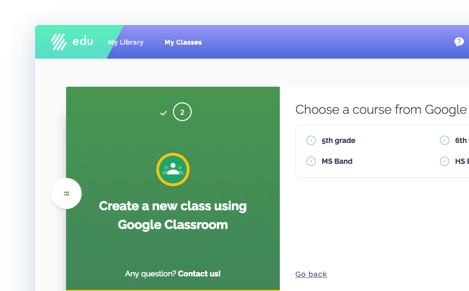 edu
My Library
My Classes
?
2
Create a new class using
Google Classroom
Any question? Contact us!
Choose a course from Google
5th grade
6th
MS Band
HS
Go back